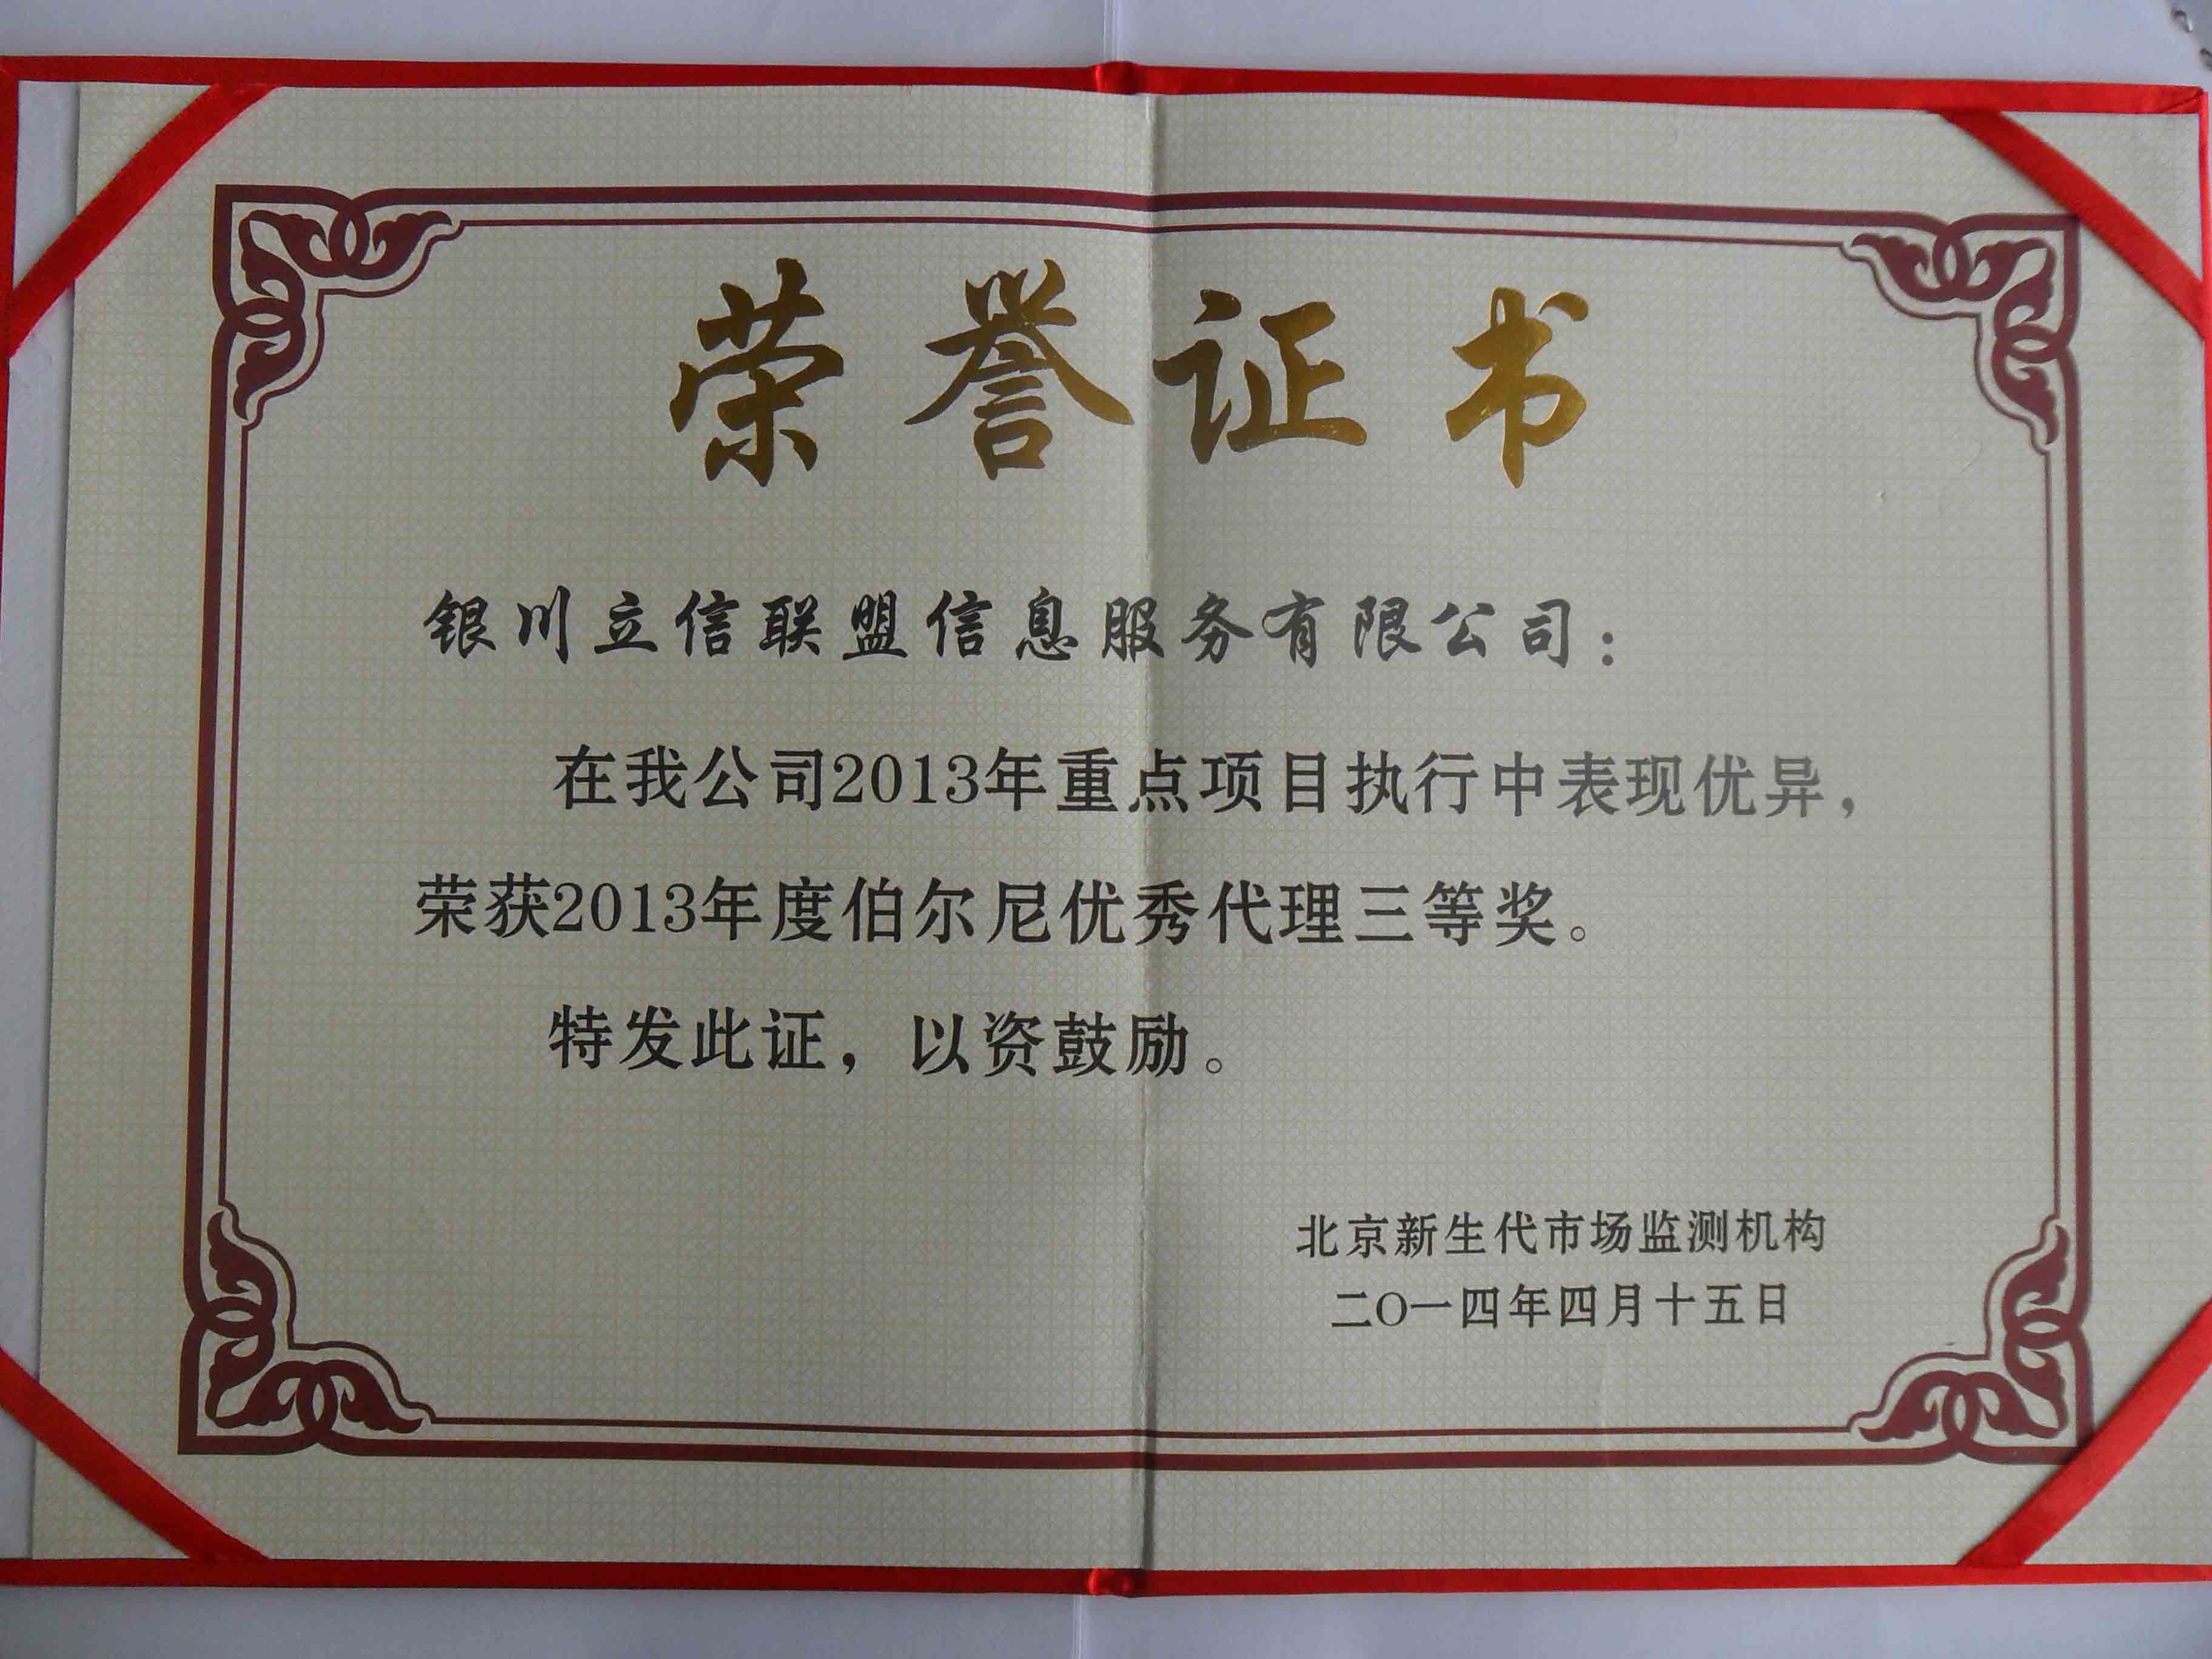 荣誉证书
银川立信联盟信息服务有限公司：
在我公司2013年重点项目执行中表现优异，
荣获2013年度伯尔尼优秀代理三等奖。
特发此证，以资鼓励。
北京新生代市场监测机构
二O一四年四月十五日